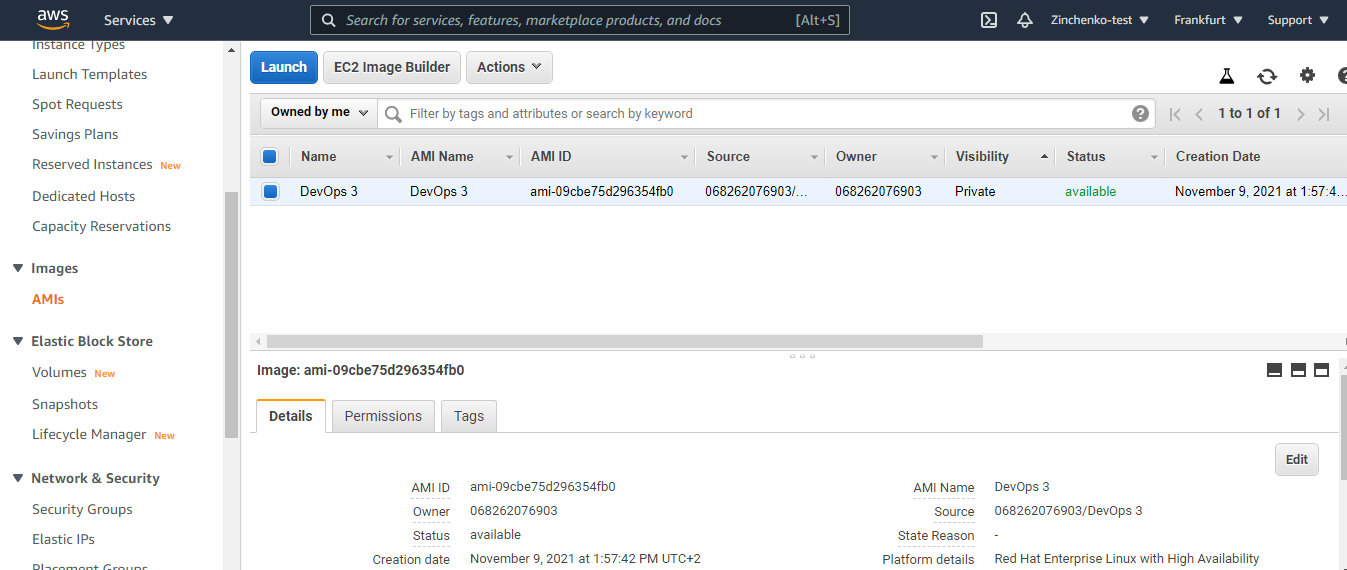 aws Services Search for services, features, marketplace products, and docs [Alt+S] Zinchenko-test Frankfurt Support
Instance Types
Launch Templates
Spot Requests
Savings Plans
Reserved Instances New
Dedicated Hosts
Capacity Reservations
Images
AMIs
Elastic Block Store
Volumes New
Snapshots
Lifecycle Manager New
Network & Security
Security Groups
Elastic IPs
Placement Groups
Launch EC2 Image Builder Actions
Owned by me Filter by tags and attributes or search by keyword 1 to 1 of 1
Name AMI Name AMI ID Source Owner Visibility Status Creation Date
DevOps 3 DevOps 3 ami-09cbe75d296354fb0 068262076903/... 068262076903 Private available November 9, 2021 at 1:57:4...
Image: ami-09cbe75d296354fb0
Details Permissions Tags
Edit
AMI ID ami-09cbe75d296354fb0 AMI Name DevOps 3
Owner 068262076903 Source 068262076903/DevOps 3
Status available State Reason -
Creation date November 9, 2021 at 1:57:42 PM UTC+2 Platform details Red Hat Enterprise Linux with High Availability